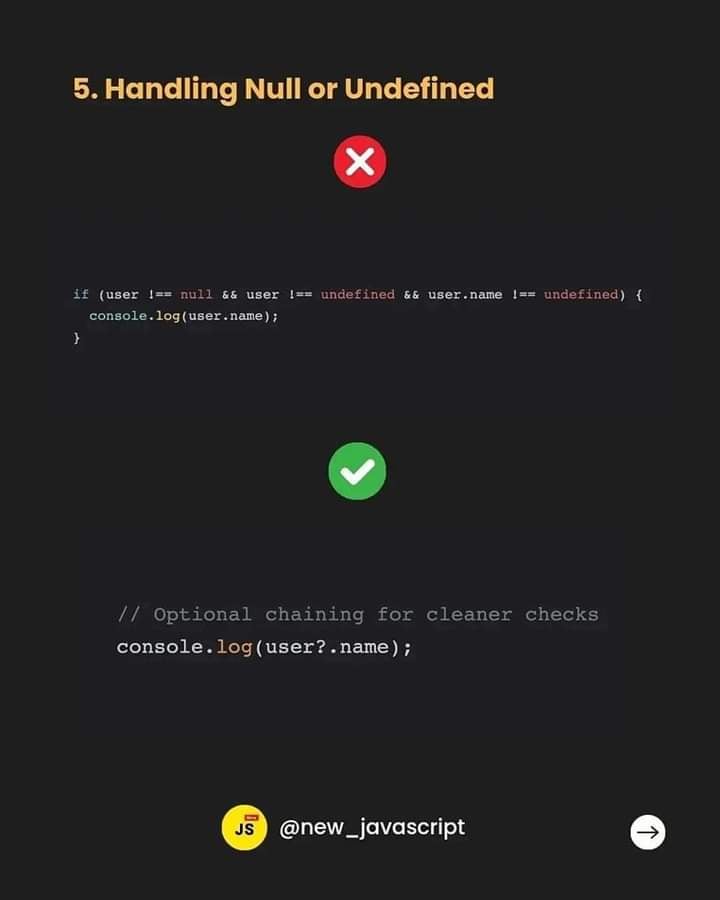 5. Handling Null or Undefined
if (user !== null && user !== undefined && user.name !== undefined) {
  console.log(user.name);
}
// Optional chaining for cleaner checks
console.log(user?.name);
JS
@new_javascript